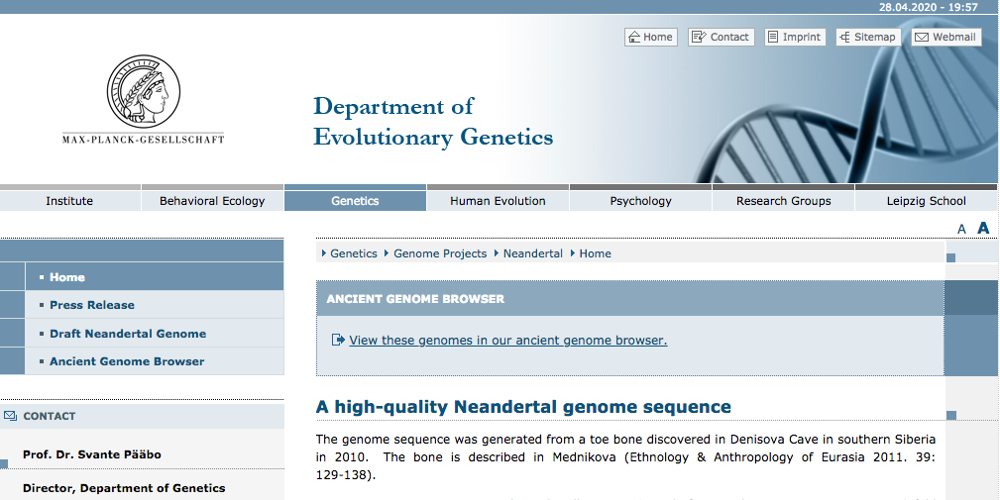 28.04.2020 - 19:57
Home
Contact
Imprint
Sitemap
Webmail
MAX-PLANCK-GESELLSCHAFT
Department of
Evolutionary Genetics
Institute
Behavioral Ecology
Genetics
Human Evolution
Psychology
Research Groups
Leipzig School
A A
Home
Press Release
Draft Neandertal Genome
Ancient Genome Browser
CONTACT
Prof. Dr. Svante Pääbo
Director, Department of Genetics
Genetics Genome Projects Neandertal Home
ANCIENT GENOME BROWSER
View these genomes in our ancient genome browser.
A high-quality Neandertal genome sequence
The genome sequence was generated from a toe bone discovered in Denisova Cave in southern Siberia
in 2010. The bone is described in Mednikova (Ethnology & Anthropology of Eurasia 2011. 39:
129-138).